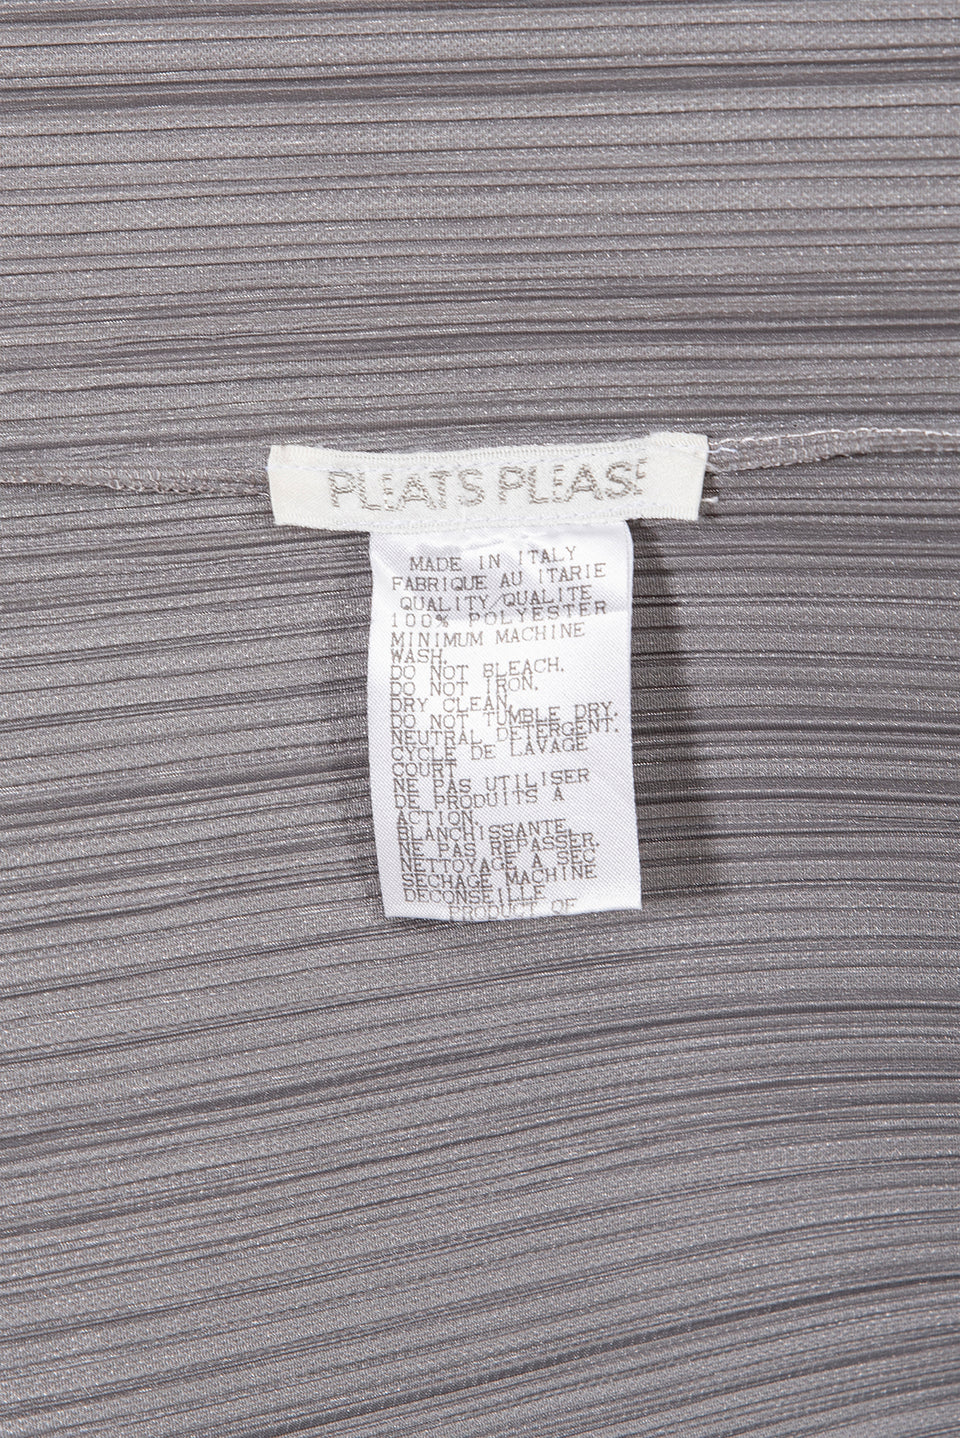 PLEATS PLEASE
MADE IN ITALY
FABRIQUE AU ITARIE
QUALITY/QUALITE
100% POLYESTER
MINIMUM MACHINE
WASH.
DO NOT BLEACH.
DO NOT IRON.
DRY CLEAN.
DO NOT TUMBLE DRY.
NEUTRAL DETERGENT.
CYCLE DE LAVAGE
COURT
NE PAS UTILISER
DE PRODUITS A
ACTION.
BLANCHISSANTE.
NE PAS REPASSER.
NETTOYAGE A SEC
SECHAGE MACHINE
DECONSEILLE
PRODUCT OF